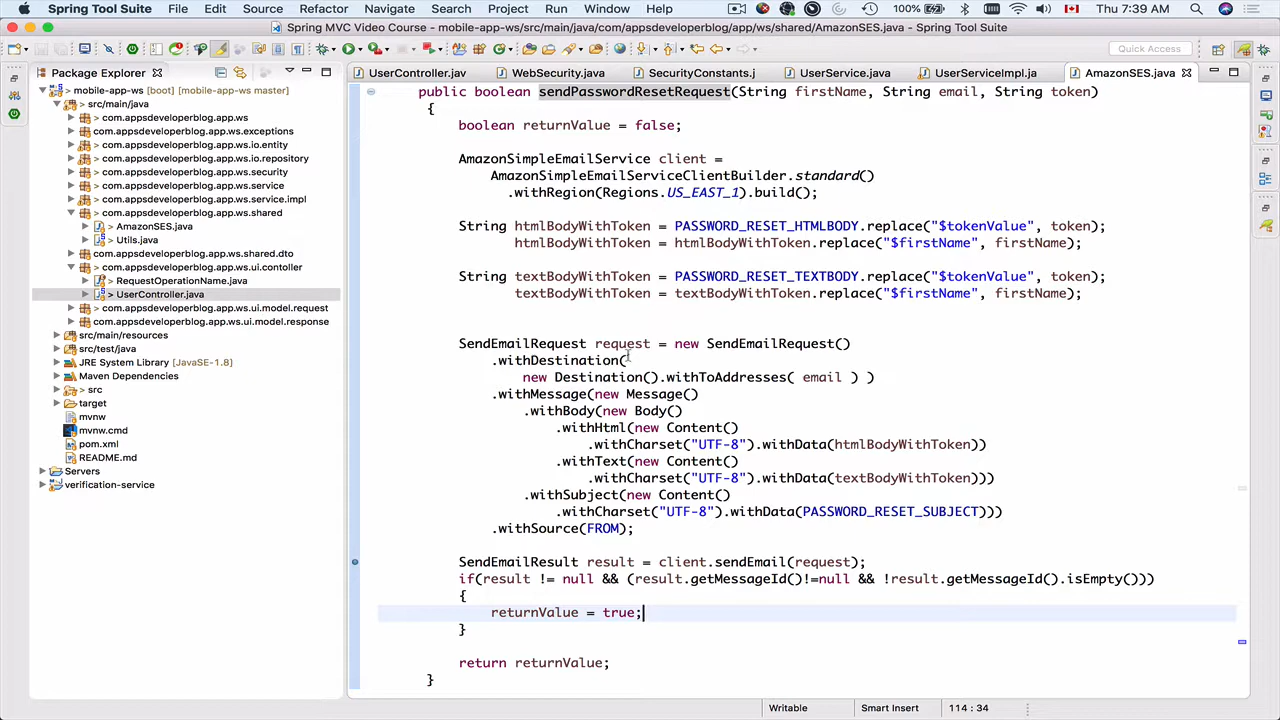 Spring Tool Suite File Edit Source Refactor Navigate Search Project Run Window Help 100% Thu 7:39 AM
Spring MVC Video Course - mobile-app-ws/src/main/java/com/appsdeveloperblog/app/ws/shared/AmazonSES.java - Spring Tool Suite
Quick Access
Package Explorer
UserController.jav WebSecurity.java SecurityConstants.j UserService.java UserServiceImpl.ja AmazonSES.java
mobile-app-ws [boot] [mobile-app-ws master]
> src/main/java
> com.appsdeveloperblog.app.ws
> com.appsdeveloperblog.app.ws.exceptions
> com.appsdeveloperblog.app.ws.io.entity
> com.appsdeveloperblog.app.ws.io.repository
> com.appsdeveloperblog.app.ws.security
> com.appsdeveloperblog.app.ws.service
> com.appsdeveloperblog.app.ws.service.impl
> com.appsdeveloperblog.app.ws.shared
> AmazonSES.java
> Utils.java
> com.appsdeveloperblog.app.ws.shared.dto
> com.appsdeveloperblog.app.ws.ui.contoller
> RequestOperationName.java
> UserController.java
> com.appsdeveloperblog.app.ws.ui.model.request
> com.appsdeveloperblog.app.ws.ui.model.response
src/main/resources
src/test/java
JRE System Library [JavaSE-1.8]
Maven Dependencies
> src
target
mvnw
mvnw.cmd
pom.xml
README.md
Servers
verification-service
public boolean sendPasswordResetRequest(String firstName, String email, String token)
{
boolean returnValue = false;
AmazonSimpleEmailService client =
AmazonSimpleEmailServiceClientBuilder.standard()
.withRegion(Regions.US_EAST_1).build();
String htmlBodyWithToken = PASSWORD_RESET_HTMLBODY.replace("$tokenValue", token);
htmlBodyWithToken = htmlBodyWithToken.replace("$firstName", firstName);
String textBodyWithToken = PASSWORD_RESET_TEXTBODY.replace("$tokenValue", token);
textBodyWithToken = textBodyWithToken.replace("$firstName", firstName);
SendEmailRequest request = new SendEmailRequest()
.withDestination(
new Destination().withToAddresses( email ) )
.withMessage(new Message()
.withBody(new Body()
.withHtml(new Content()
.withCharset("UTF-8").withData(htmlBodyWithToken))
.withText(new Content()
.withCharset("UTF-8").withData(textBodyWithToken)))
.withSubject(new Content()
.withCharset("UTF-8").withData(PASSWORD_RESET_SUBJECT)))
.withSource(FROM);
SendEmailResult result = client.sendEmail(request);
if(result != null && (result.getMessageId()!=null && !result.getMessageId().isEmpty()))
{
returnValue = true;
}
return returnValue;
}
Writable Smart Insert 114 : 34